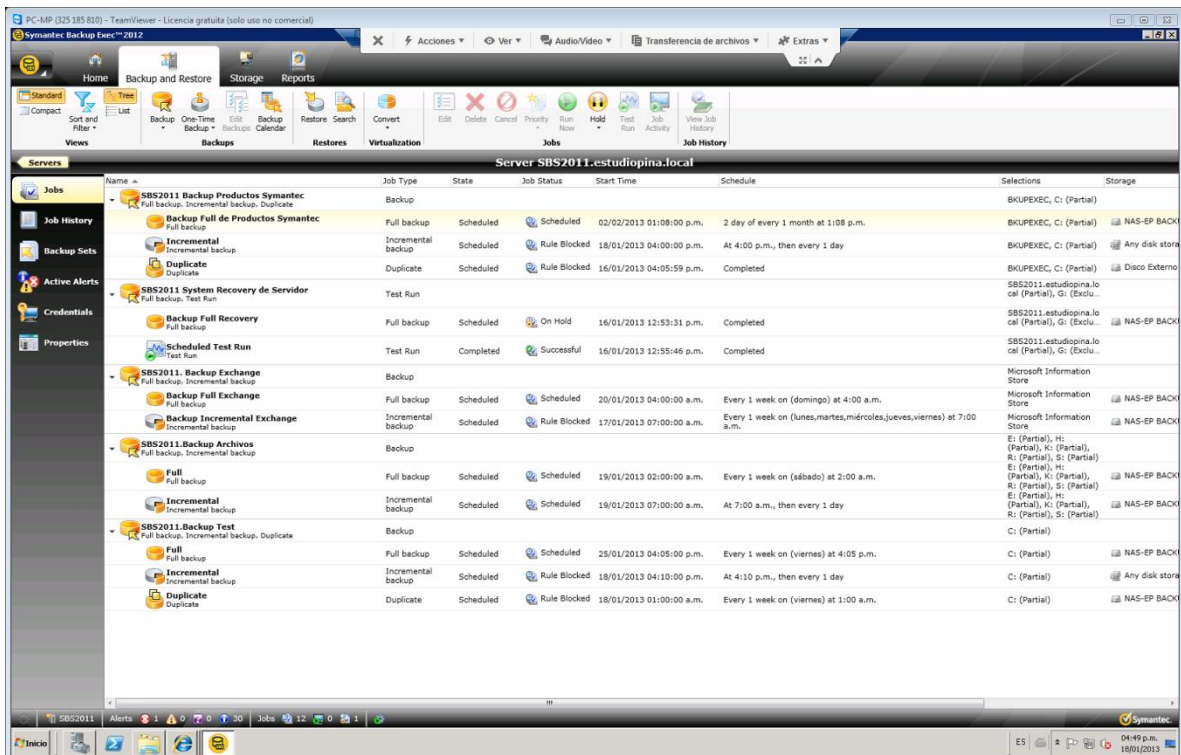 PC-MP (325 185 810) - TeamViewer - Licencia gratuita (solo uso no comercial)
Symantec Backup Exec™ 2012
Acciones Ver Audio/Video Transferencia de archivos Extras
Home Backup and Restore Storage Reports
Standard Compact Sort and Filter Tree List
Views
Backup One-Time Backup Edit Backups Backup Calendar
Backups
Restore Search
Restores
Convert
Virtualization
Edit Delete Cancel Priority Run Now Hold Test Run Job Activity
Jobs
View Job History
Job History
Servers
Server SBS2011.estudiopina.local
Jobs
Job History
Backup Sets
Active Alerts
Credentials
Properties
Name Job Type State Job Status Start Time Schedule Selections Storage
SBS2011 Backup Productos Symantec Backup BKUPEXEC, C: (Partial)
Full backup, Incremental backup, Duplicate
Backup Full de Productos Symantec Full backup Scheduled Scheduled 02/02/2013 01:08:00 p.m. 2 day of every 1 month at 1:08 p.m. BKUPEXEC, C: (Partial) NAS-EP BACK
Full backup
Incremental Incremental backup Scheduled Rule Blocked 18/01/2013 04:00:00 p.m. At 4:00 p.m., then every 1 day BKUPEXEC, C: (Partial) Any disk stora
Incremental backup
Duplicate Duplicate Scheduled Rule Blocked 16/01/2013 04:05:59 p.m. Completed BKUPEXEC, C: (Partial) Disco Externo
Duplicate
SBS2011 System Recovery de Servidor Test Run SBS2011.estudiopina.lo cal (Partial), G: (Exclu...
Full backup, Test Run
Backup Full Recovery Full backup Scheduled On Hold 16/01/2013 12:53:31 p.m. Completed SBS2011.estudiopina.lo cal (Partial), G: (Exclu... NAS-EP BACK
Full backup
Scheduled Test Run Test Run Completed Successful 16/01/2013 12:55:46 p.m. Completed SBS2011.estudiopina.lo cal (Partial), G: (Exclu...
Test Run
SBS2011. Backup Exchange Backup Microsoft Information Store
Full backup, Incremental backup
Backup Full Exchange Full backup Scheduled Scheduled 20/01/2013 04:00:00 a.m. Every 1 week on (domingo) at 4:00 a.m. Microsoft Information Store NAS-EP BACK
Full backup
Backup Incremental Exchange Incremental backup Scheduled Rule Blocked 17/01/2013 07:00:00 a.m. Every 1 week on (lunes,martes,miércoles,jueves,viernes) at 7:00 a.m. Microsoft Information Store NAS-EP BACK
Incremental backup
SBS2011.Backup Archivos Backup E: (Partial), H: (Partial), K: (Partial), R: (Partial), S: (Partial)
Full backup, Incremental backup
Full Full backup Scheduled Scheduled 19/01/2013 02:00:00 a.m. Every 1 week on (sábado) at 2:00 a.m. E: (Partial), H: (Partial), K: (Partial), R: (Partial), S: (Partial) NAS-EP BACK
Full backup
Incremental Incremental backup Scheduled Scheduled 19/01/2013 07:00:00 a.m. At 7:00 a.m., then every 1 day E: (Partial), H: (Partial), K: (Partial), R: (Partial), S: (Partial) NAS-EP BACK
Incremental backup
SBS2011.Backup Test Backup C: (Partial)
Full backup, Incremental backup, Duplicate
Full Full backup Scheduled Scheduled 25/01/2013 04:05:00 p.m. Every 1 week on (viernes) at 4:05 p.m. C: (Partial) NAS-EP BACK
Full backup
Incremental Incremental backup Scheduled Rule Blocked 18/01/2013 04:10:00 p.m. At 4:10 p.m., then every 1 day C: (Partial) Any disk stora
Incremental backup
Duplicate Duplicate Scheduled Rule Blocked 18/01/2013 01:00:00 a.m. Every 1 week on (viernes) at 1:00 a.m. C: (Partial) NAS-EP BACK
Duplicate
SBS2011 Alerts 1 0 0 30 Jobs 12 0 1 Symantec.
Inicio ES 04:49 p.m.
18/01/2013